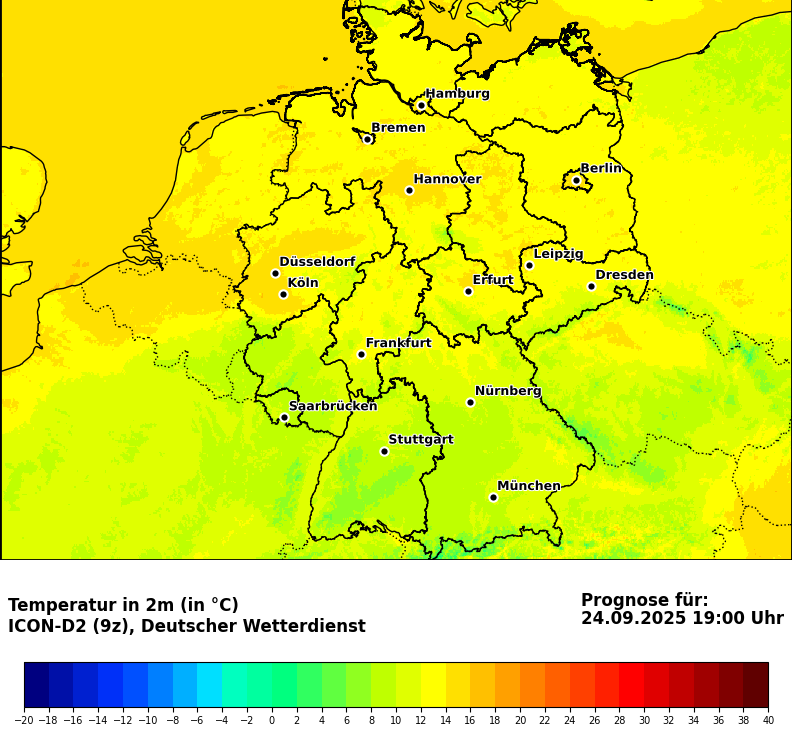 Hamburg
Bremen
Berlin
Hannover
Leipzig
Düsseldorf
Dresden
Erfurt
Köln
Frankfurt
Nürnberg
Saarbrücken
Stuttgart
München
Temperatur in 2m (in °C)
ICON-D2 (9z), Deutscher Wetterdienst
Prognose für:
24.09.2025 19:00 Uhr
−20 −18 −16 −14 −12 −10 −8 −6 −4 −2 0 2 4 6 8 10 12 14 16 18 20 22 24 26 28 30 32 34 36 38 40